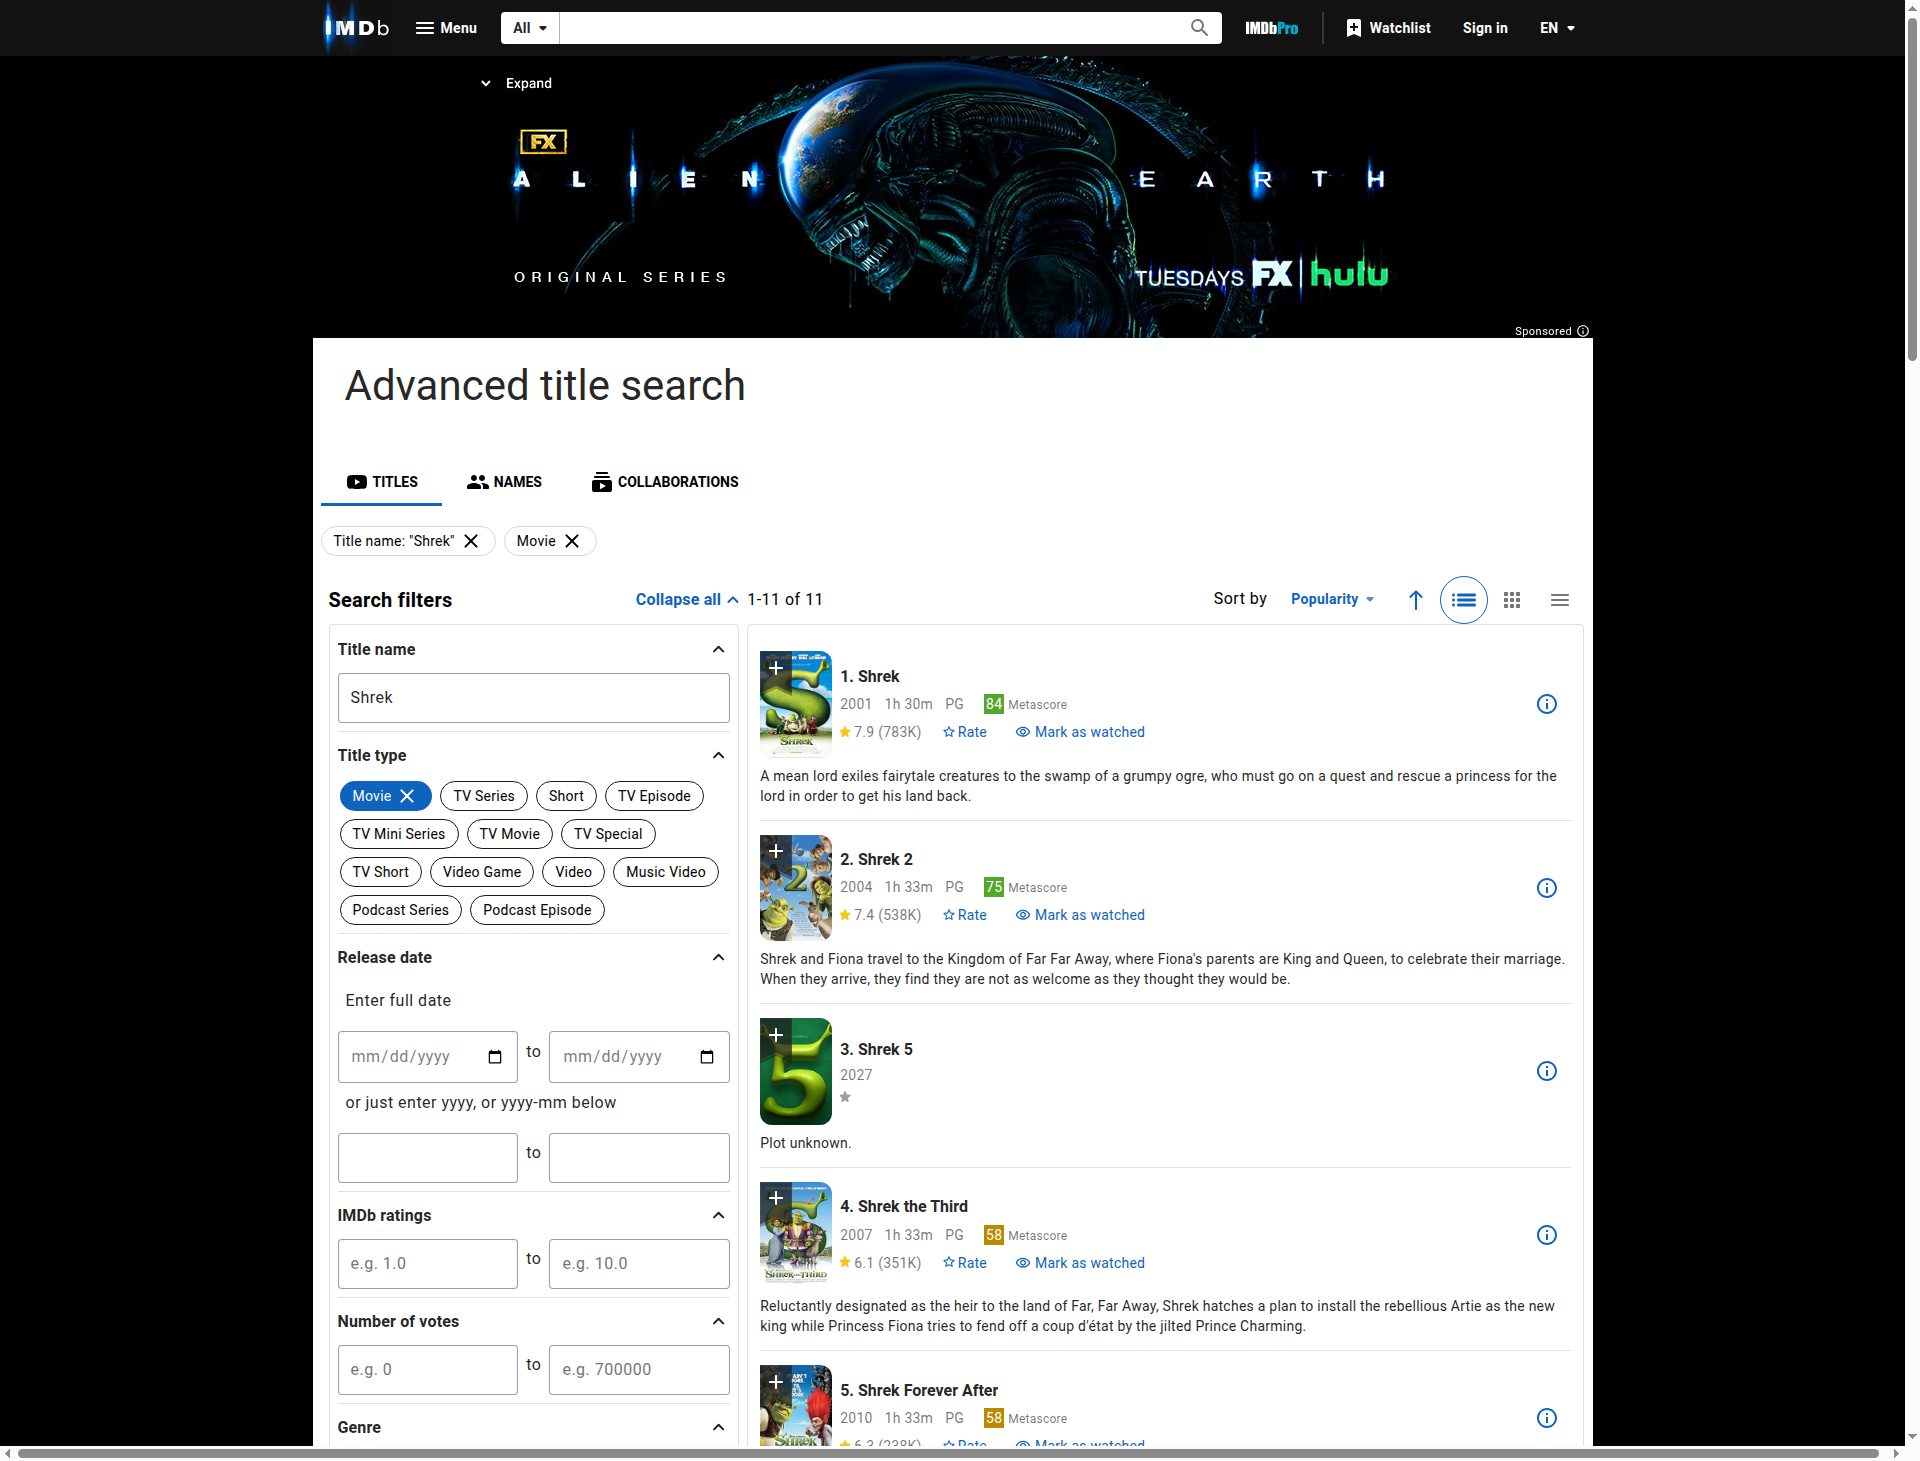 IMDb Menu All IMDbPro Watchlist Sign in EN
Expand
FX
ALIEN EARTH
ORIGINAL SERIES
TUESDAYS FX | hulu
Sponsored
Advanced title search
TITLES NAMES COLLABORATIONS
Title name: "Shrek" Movie
Search filters
Collapse all
1-11 of 11
Sort by Popularity
Title name
Shrek
Title type
Movie TV Series Short TV Episode
TV Mini Series TV Movie TV Special
TV Short Video Game Video Music Video
Podcast Series Podcast Episode
Release date
Enter full date
mm/dd/yyyy to mm/dd/yyyy
or just enter yyyy, or yyyy-mm below
to
IMDb ratings
e.g. 1.0 to e.g. 10.0
Number of votes
e.g. 0 to e.g. 700000
Genre
SHREK
1. Shrek
2001 1h 30m PG 84 Metascore
7.9 (783K) Rate Mark as watched
A mean lord exiles fairytale creatures to the swamp of a grumpy ogre, who must go on a quest and rescue a princess for the
lord in order to get his land back.
2
2. Shrek 2
2004 1h 33m PG 75 Metascore
7.4 (538K) Rate Mark as watched
Shrek and Fiona travel to the Kingdom of Far Far Away, where Fiona's parents are King and Queen, to celebrate their marriage.
When they arrive, they find they are not as welcome as they thought they would be.
5
3. Shrek 5
2027
Plot unknown.
SHREK THE THIRD
4. Shrek the Third
2007 1h 33m PG 58 Metascore
6.1 (351K) Rate Mark as watched
Reluctantly designated as the heir to the land of Far, Far Away, Shrek hatches a plan to install the rebellious Artie as the new
king while Princess Fiona tries to fend off a coup d'état by the jilted Prince Charming.
SHREK
5. Shrek Forever After
2010 1h 33m PG 58 Metascore
6.3 (238K) Rate Mark as watched